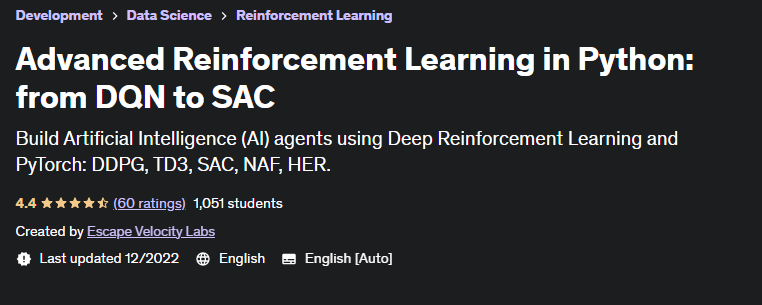 Development > Data Science > Reinforcement Learning
Advanced Reinforcement Learning in Python:
from DQN to SAC
Build Artificial Intelligence (AI) agents using Deep Reinforcement Learning and
PyTorch: DDPG, TD3, SAC, NAF, HER.
4.4 (60 ratings) 1,051 students
Created by Escape Velocity Labs
Last updated 12/2022 English English [Auto]